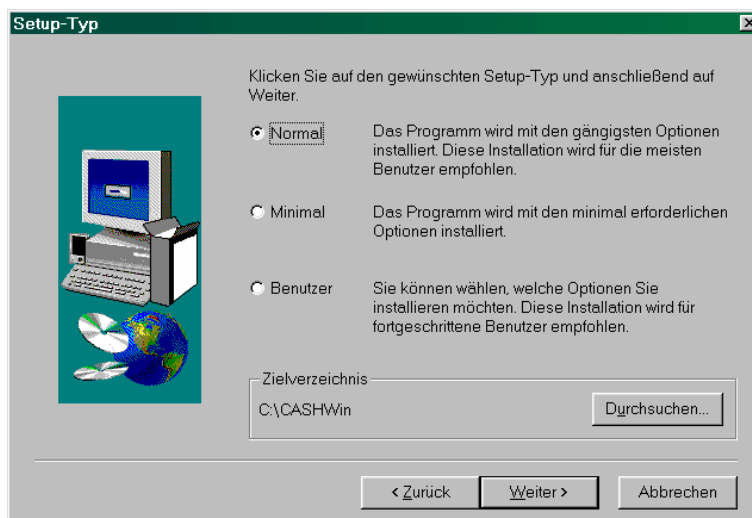 Setup-Typ
Klicken Sie auf den gewünschten Setup-Typ und anschließend auf
Weiter.
Normal
Das Programm wird mit den gängigsten Optionen
installiert. Diese Installation wird für die meisten
Benutzer empfohlen.
Minimal
Das Programm wird mit den minimal erforderlichen
Optionen installiert.
Benutzer
Sie können wählen, welche Optionen Sie
installieren möchten. Diese Installation wird für
fortgeschrittene Benutzer empfohlen.
Zielverzeichnis
C:\CASHWin
Durchsuchen...
< Zurück
Weiter >
Abbrechen